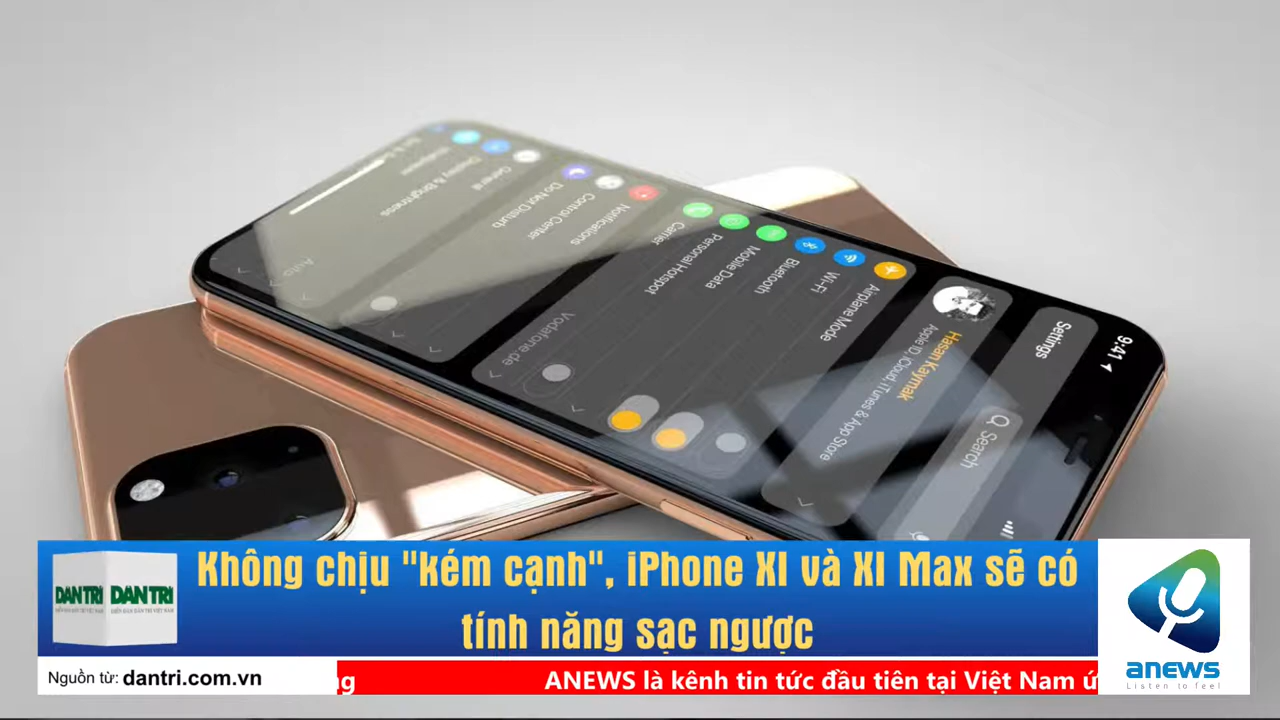 9:41
Settings
Search
Hasan Kaymak
Apple ID, iCloud, iTunes & App Store
Airplane Mode
Wi-Fi
Bluetooth
Mobile Data
Personal Hotspot
Carrier
Vodafone.de
Notifications
Control Center
Do Not Disturb
General
Display & Brightness
Auto
DAN TRI
DAN TRI
Không chịu "kém cạnh", iPhone XI và XI Max sẽ có
tính năng sạc ngược
Nguồn từ: dantri.com.vn
ng
ANEWS là kênh tin tức đầu tiên tại Việt Nam ứ
anews
Listen to feel